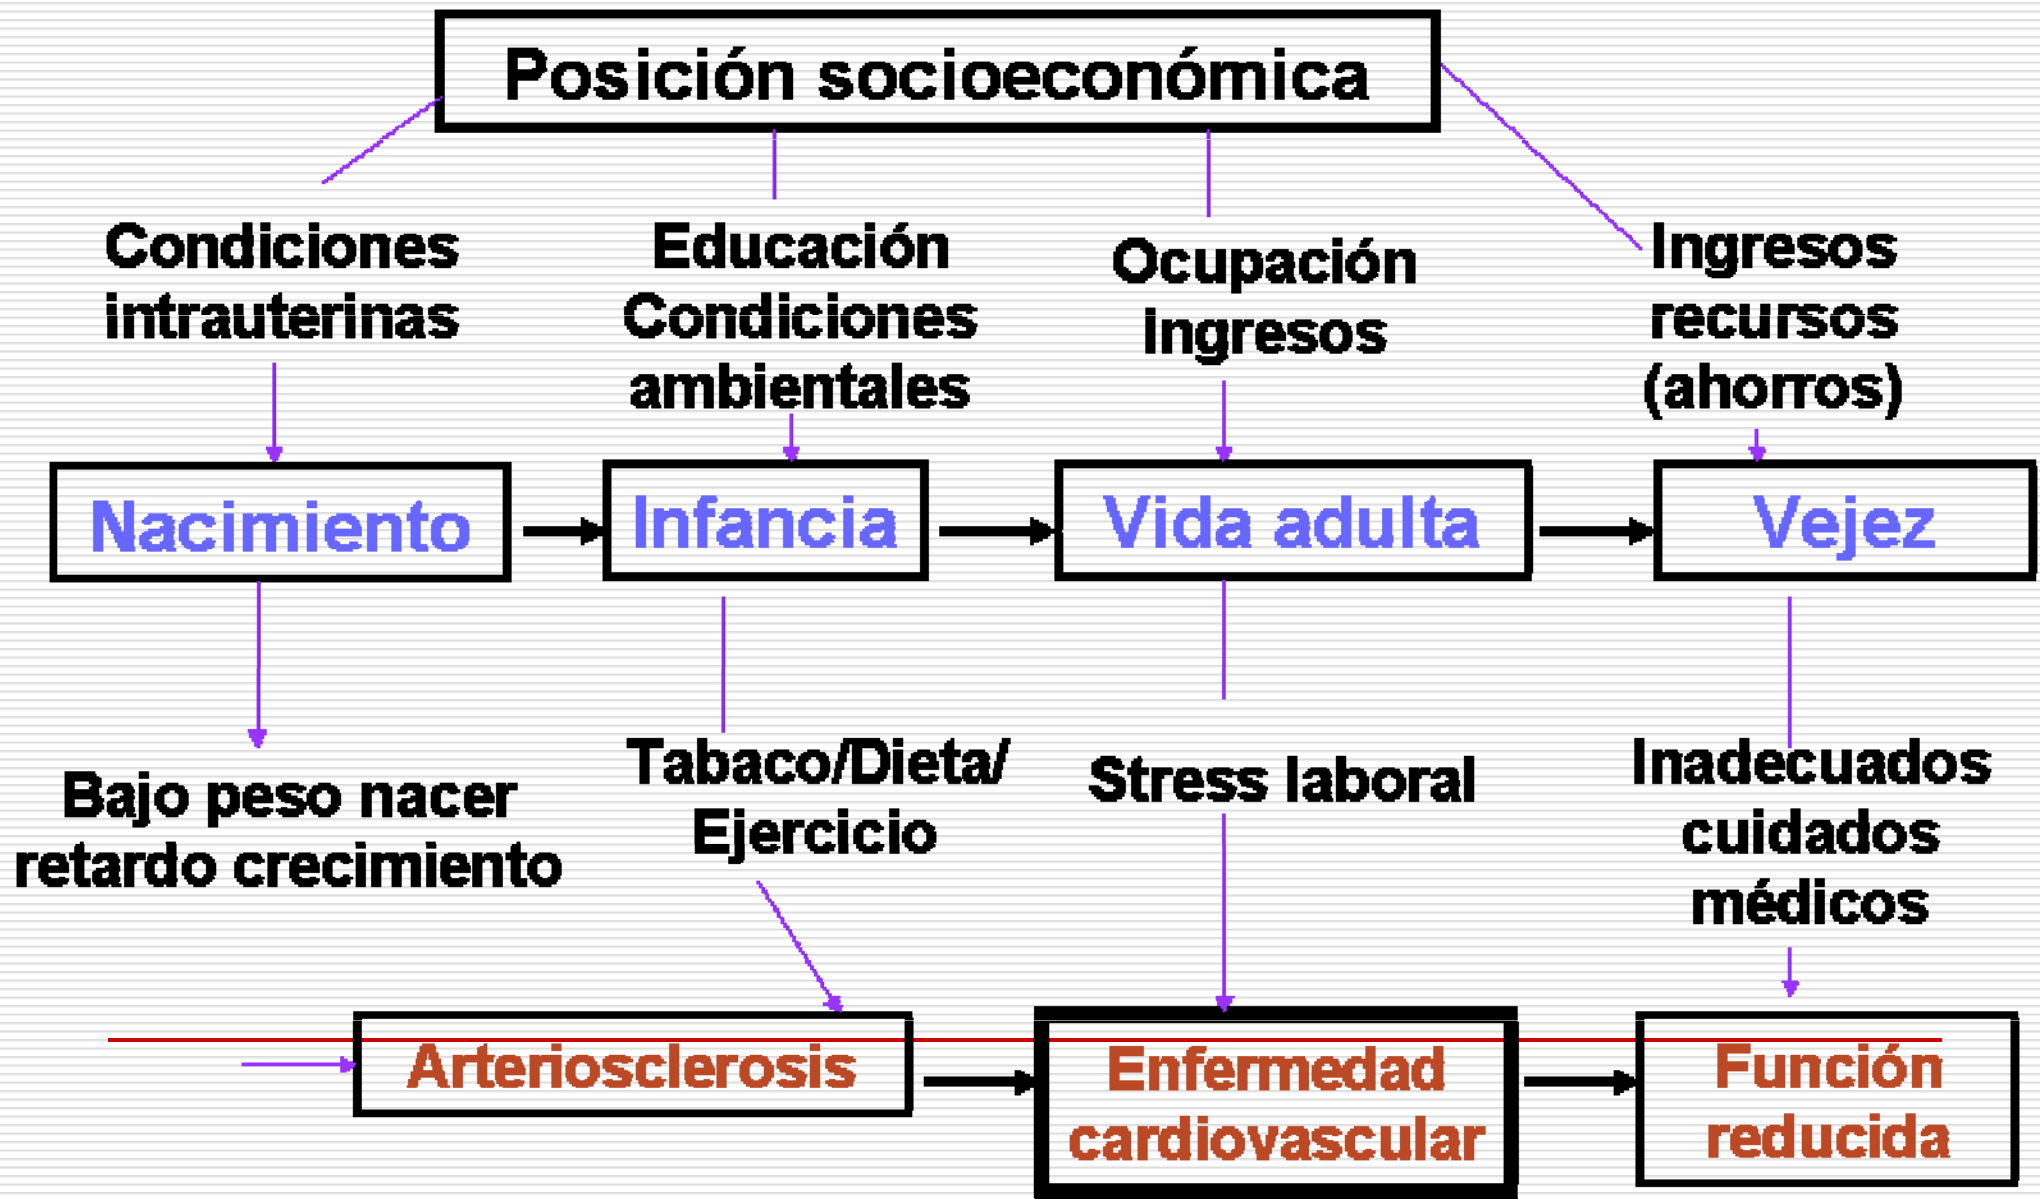 Posición socioeconómica
Condiciones
intrauterinas
Educación
Condiciones
ambientales
Ocupación
Ingresos
Ingresos
recursos
(ahorros)
Nacimiento
Infancia
Vida adulta
Vejez
Bajo peso nacer
retardo crecimiento
Tabaco/Dieta/
Ejercicio
Stress laboral
Inadecuados
cuidados
médicos
Arteriosclerosis
Enfermedad
cardiovascular
Función
reducida